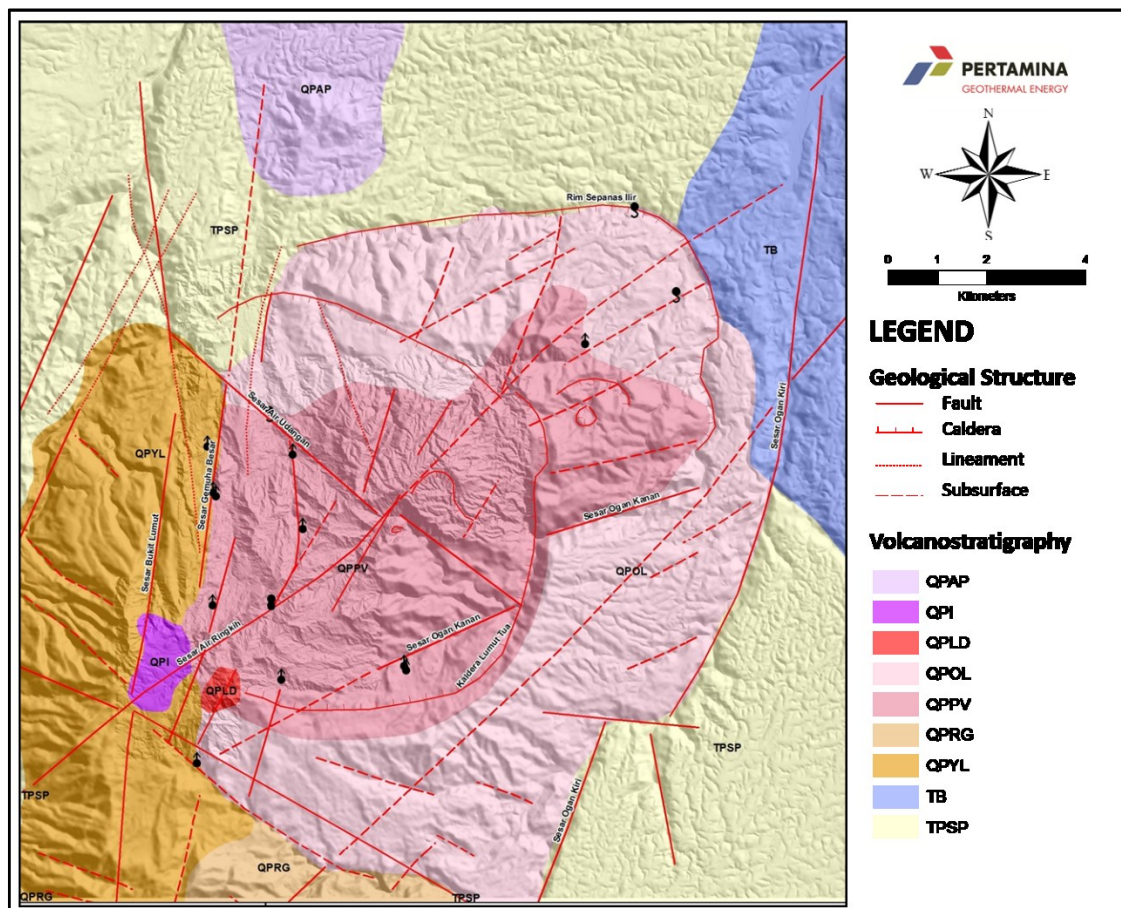 QPAP
Rim Sepanas Ilir
TPSP
TB
Sesar Air Udangan
QPYL
Sesar Gemuha Besar
Sesar Ogan Kiri
Sesar Bukit Lumut
Sesar Ogan Kanan
QPPV
QPOL
Sesar Ogan Kanan
Sesar Air Ringkih
Kaldera Lumut Tua
QPI
QPLD
TPSP
TPSP
Sesar Ogan Kiri
QPRG
QPRG
TPSP
PERTAMINA
GEOTHERMAL ENERGY
N
W
E
S
0 1 2 4
Kilometers
LEGEND
Geological Structure
Fault
Caldera
Lineament
Subsurface
Volcanostratigraphy
QPAP
QPI
QPLD
QPOL
QPPV
QPRG
QPYL
TB
TPSP